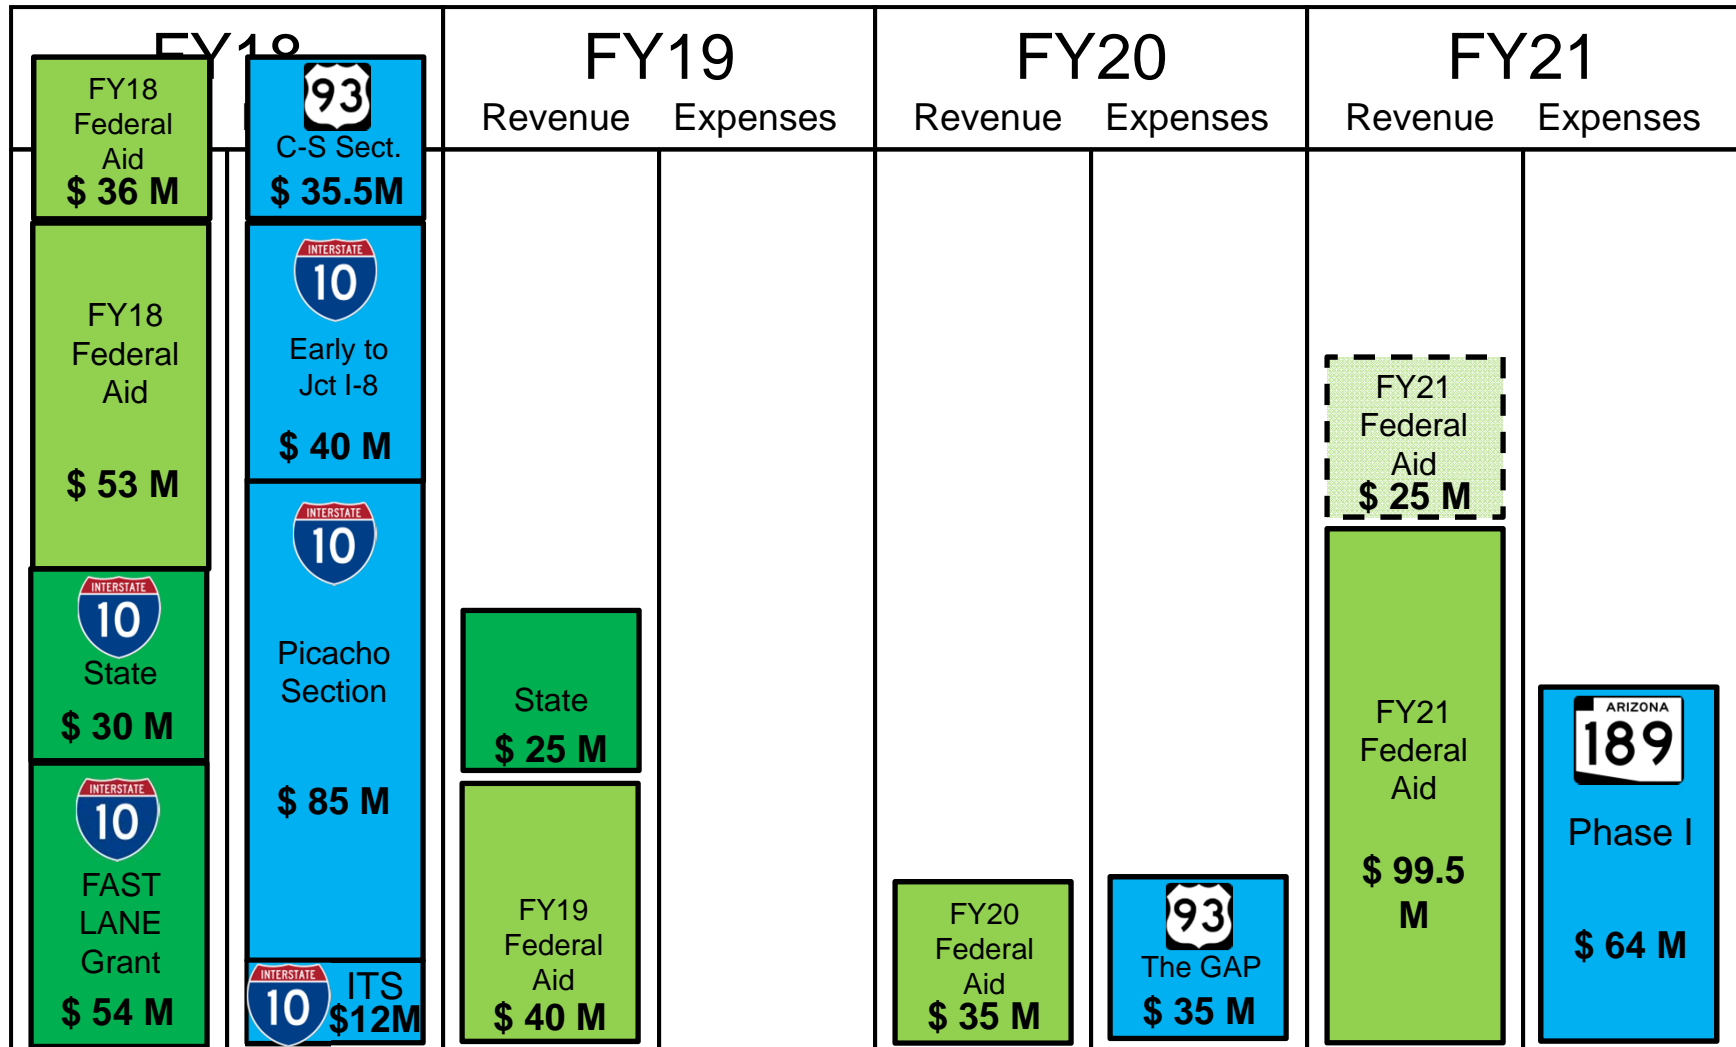 FY18
FY19
FY20
FY21
Revenue Expenses
Revenue Expenses
Revenue Expenses
FY18
Federal
Aid
$ 36 M
FY18
Federal
Aid
$ 53 M
INTERSTATE
10
State
$ 30 M
INTERSTATE
10
FAST
LANE
Grant
$ 54 M
93
C-S Sect.
$ 35.5M
INTERSTATE
10
Early to
Jct I-8
$ 40 M
INTERSTATE
10
Picacho
Section
$ 85 M
INTERSTATE
10
ITS
$12M
State
$ 25 M
FY19
Federal
Aid
$ 40 M
FY20
Federal
Aid
$ 35 M
93
The GAP
$ 35 M
FY21
Federal
Aid
$ 25 M
FY21
Federal
Aid
$ 99.5
M
ARIZONA
189
Phase I
$ 64 M